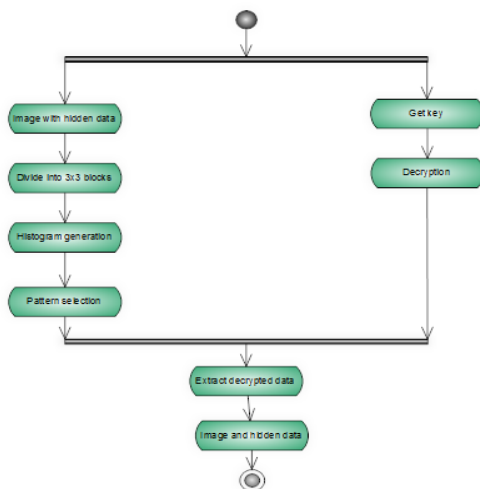 Image with hidden data
Get key
Divide into 3x3 blocks
Decryption
Histogram generation
Pattern selection
Extract decrypted data
Image and hidden data